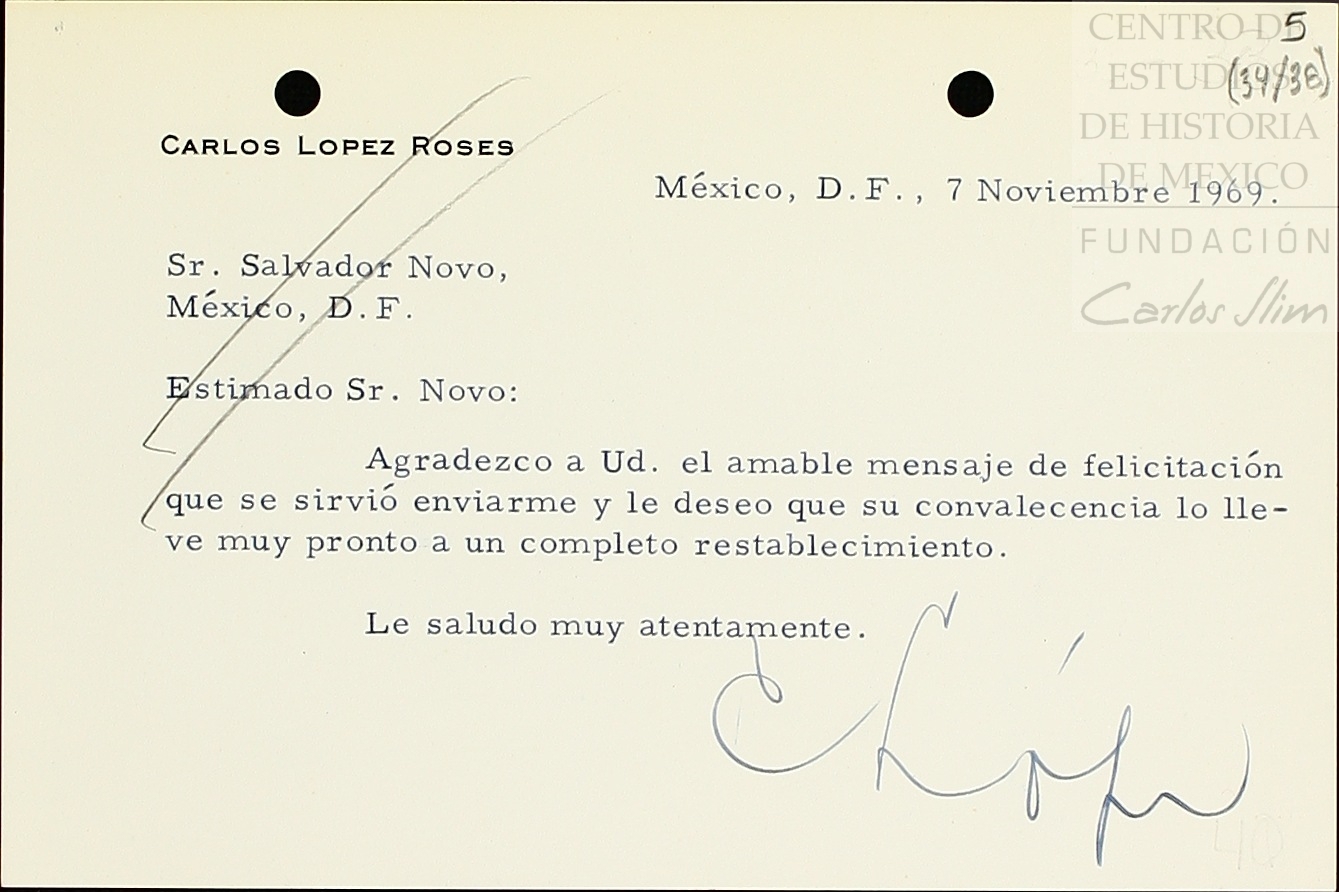 CENTRO DE
ESTUDIOS
DE HISTORIA
DE MEXICO
FUNDACIÓN
Carlos Slim
5
(34/38)
CARLOS LOPEZ ROSES
México, D.F., 7 Noviembre 1969.
Sr. Salvador Novo,
México, D.F.
Estimado Sr. Novo:
Agradezco a Ud. el amable mensaje de felicitación
que se sirvió enviarme y le deseo que su convalecencia lo lle-
ve muy pronto a un completo restablecimiento.
Le saludo muy atentamente.